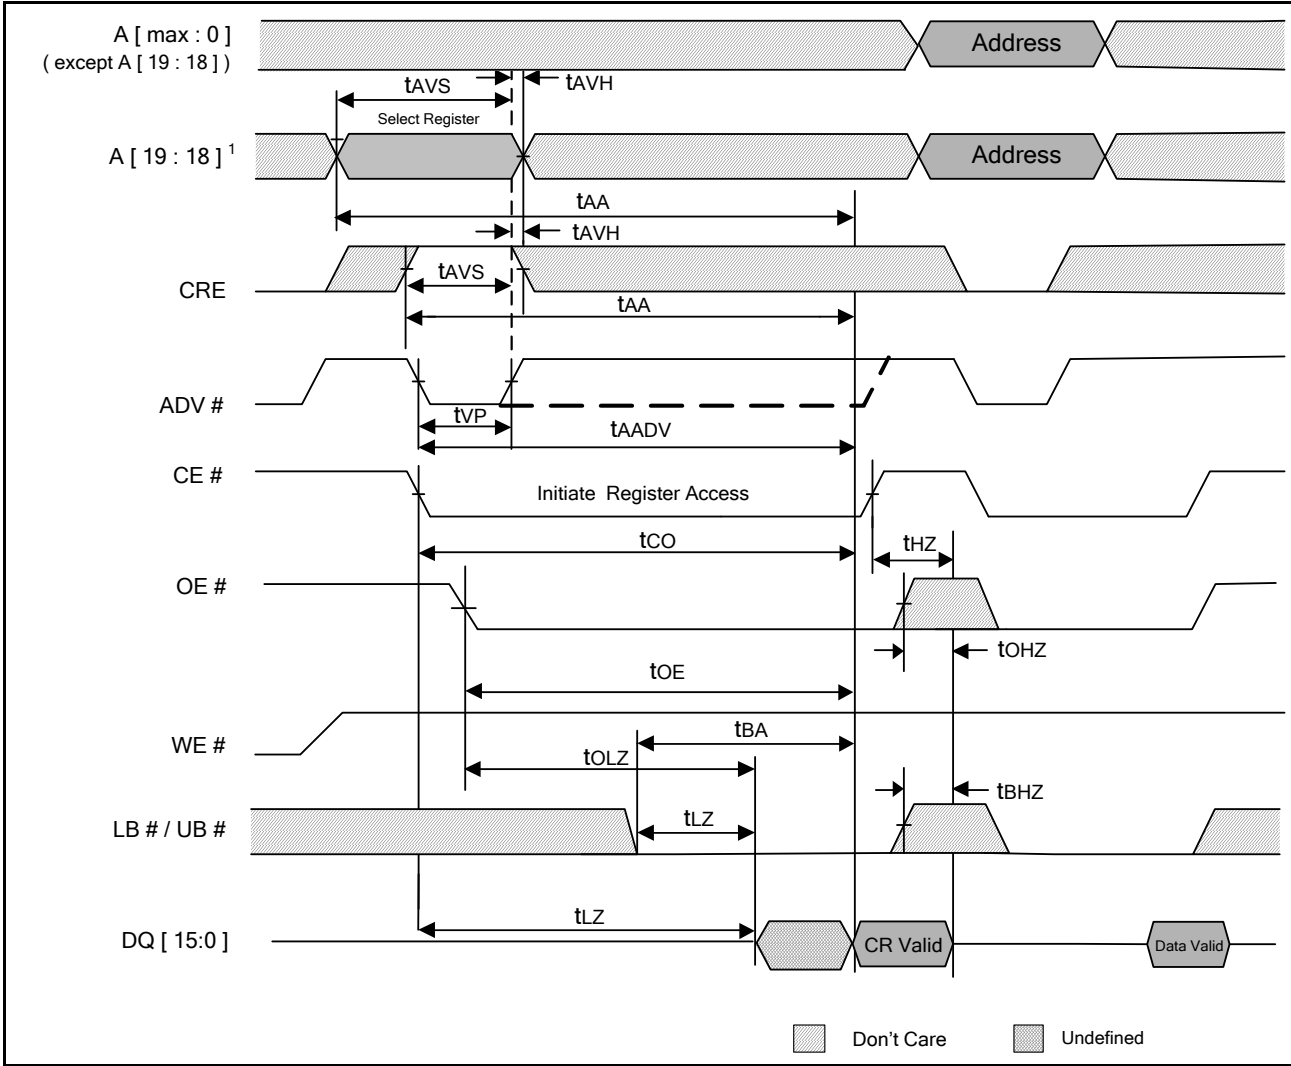 A [ max : 0 ]
( except A [ 19 : 18 ] )
Address
tAVS
tAVH
Select Register
A [ 19 : 18 ] 1
Address
tAA
tAVH
CRE
tAVS
tAA
ADV #
tVP
tAADV
CE #
Initiate Register Access
tCO
tHZ
OE #
tOHZ
tOE
WE #
tBA
tOLZ
tBHZ
LB # / UB #
tLZ
tLZ
DQ [ 15:0 ]
CR Valid
Data Valid
Don't Care
Undefined